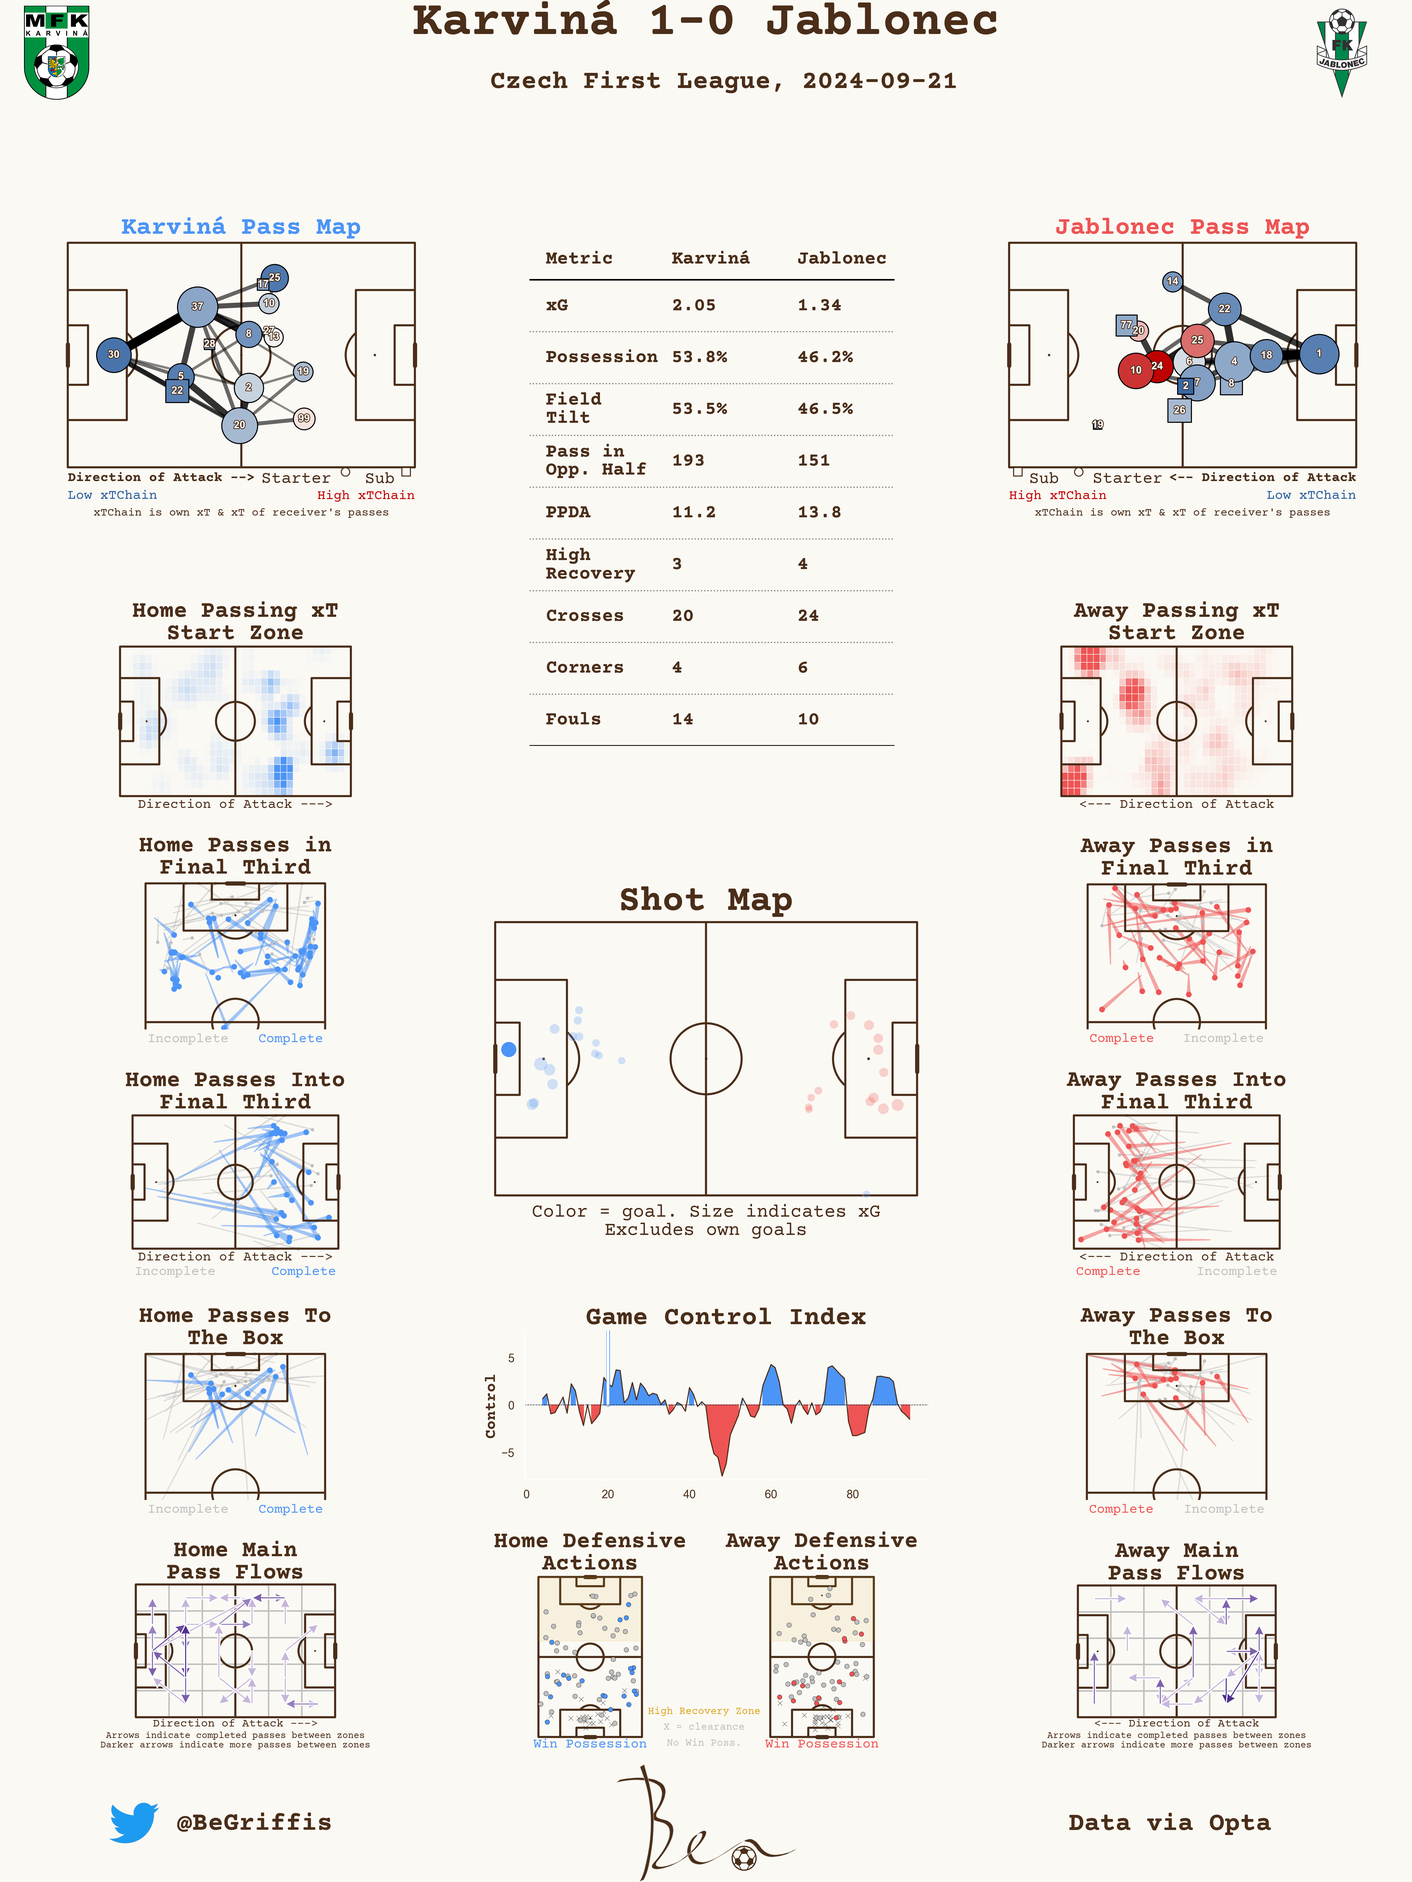 Karviná 1-0 Jablonec
Czech First League, 2024-09-21
MFK
KARVINÁ
FK
JABLONEC
Karviná Pass Map
25
17
37
10
8
27
13
28
30
5
22
19
2
20
99
Direction of Attack --> Starter Sub
Low xTChain High xTChain
xTChain is own xT & xT of receiver's passes
Metric Karviná Jablonec
xG 2.05 1.34
Possession 53.8% 46.2%
Field
Tilt 53.5% 46.5%
Pass in
Opp. Half 193 151
PPDA 11.2 13.8
High
Recovery 3 4
Crosses 20 24
Corners 4 6
Fouls 14 10
Jablonec Pass Map
14
22
77
20
25
1
18
4
6
24
10
7
2
8
26
19
Sub Starter <-- Direction of Attack
High xTChain Low xTChain
xTChain is own xT & xT of receiver's passes
Home Passing xT
Start Zone
Direction of Attack --->
Away Passing xT
Start Zone
<--- Direction of Attack
Home Passes in
Final Third
Incomplete Complete
Away Passes in
Final Third
Complete Incomplete
Shot Map
Color = goal. Size indicates xG
Excludes own goals
Home Passes Into
Final Third
Direction of Attack --->
Incomplete Complete
Away Passes Into
Final Third
<--- Direction of Attack
Complete Incomplete
Home Passes To
The Box
Incomplete Complete
Game Control Index
Control
5
0
−5
0 20 40 60 80
Away Passes To
The Box
Complete Incomplete
Home Main
Pass Flows
Direction of Attack --->
Arrows indicate completed passes between zones
Darker arrows indicate more passes between zones
Home Defensive
Actions
Win Possession
High Recovery Zone
X = clearance
No Win Poss.
Away Defensive
Actions
Win Possession
Away Main
Pass Flows
<--- Direction of Attack
Arrows indicate completed passes between zones
Darker arrows indicate more passes between zones
@BeGriffis
Ben
Data via Opta